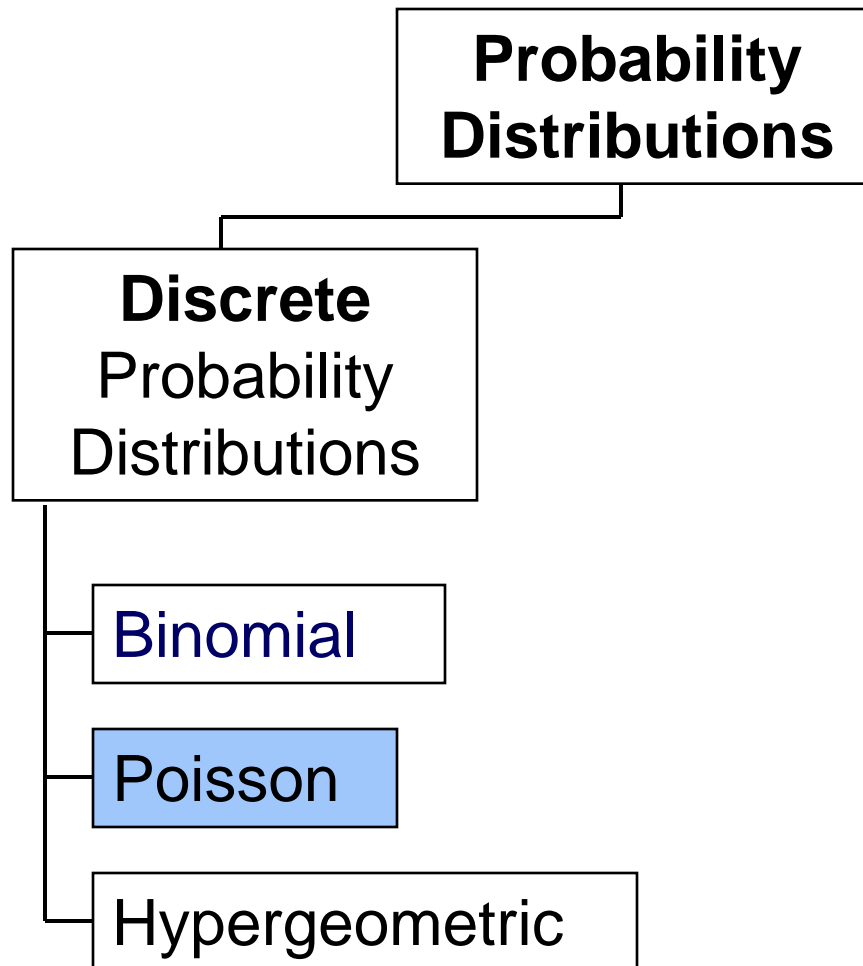 Probability
Distributions
Discrete
Probability
Distributions
Binomial
Poisson
Hypergeometric